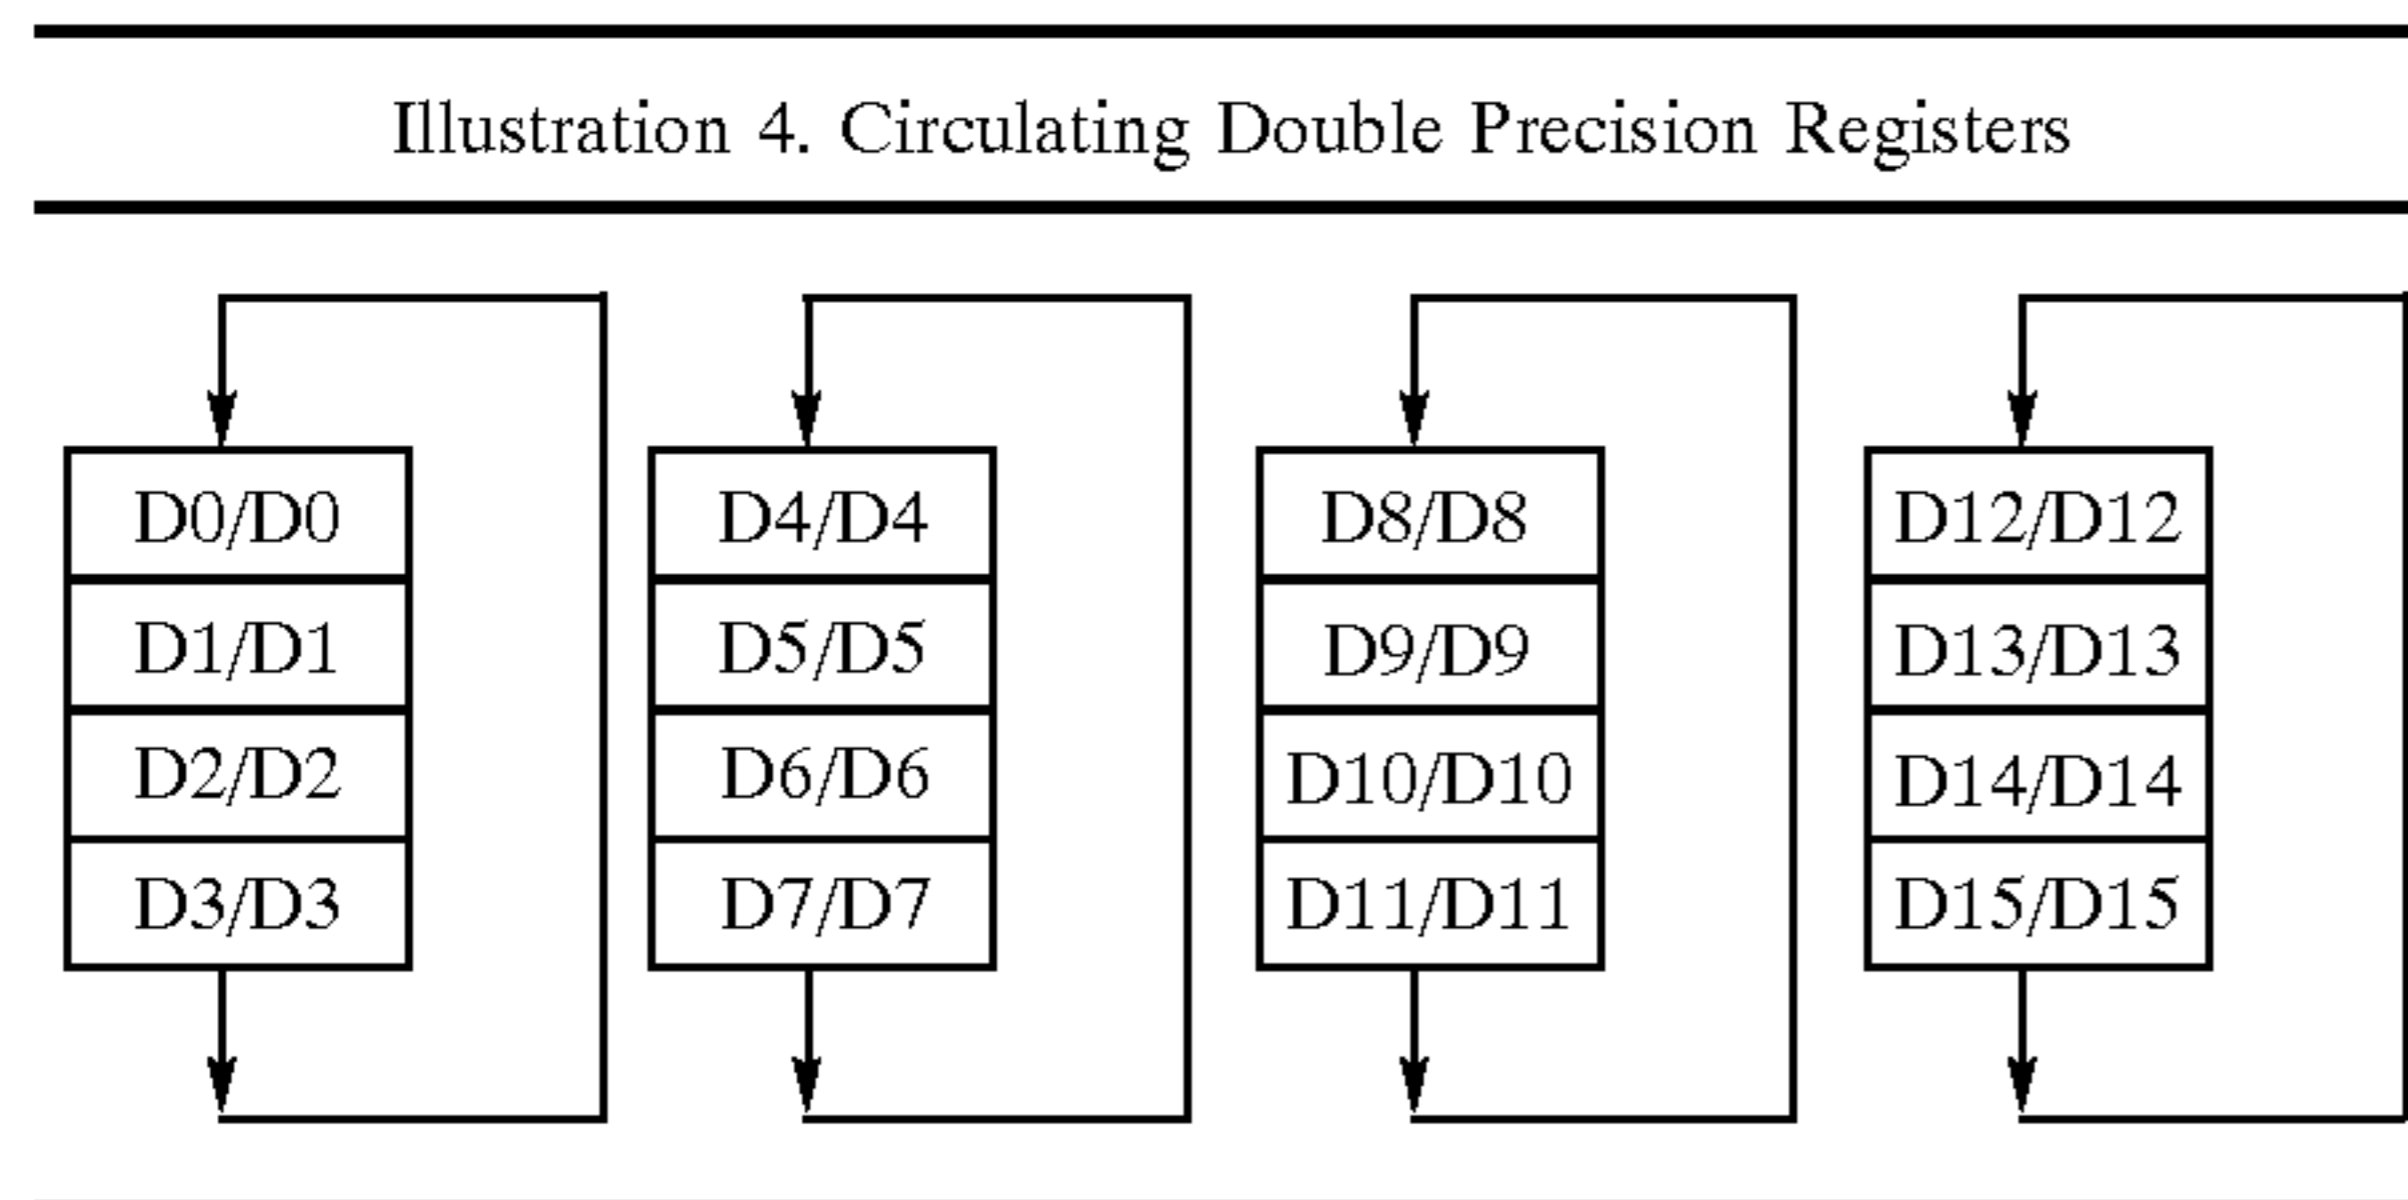 Illustration 4. Circulating Double Precision Registers
D0/D0 D4/D4 D8/D8 D12/D12
D1/D1 D5/D5 D9/D9 D13/D13
D2/D2 D6/D6 D10/D10 D14/D14
D3/D3 D7/D7 D11/D11 D15/D15